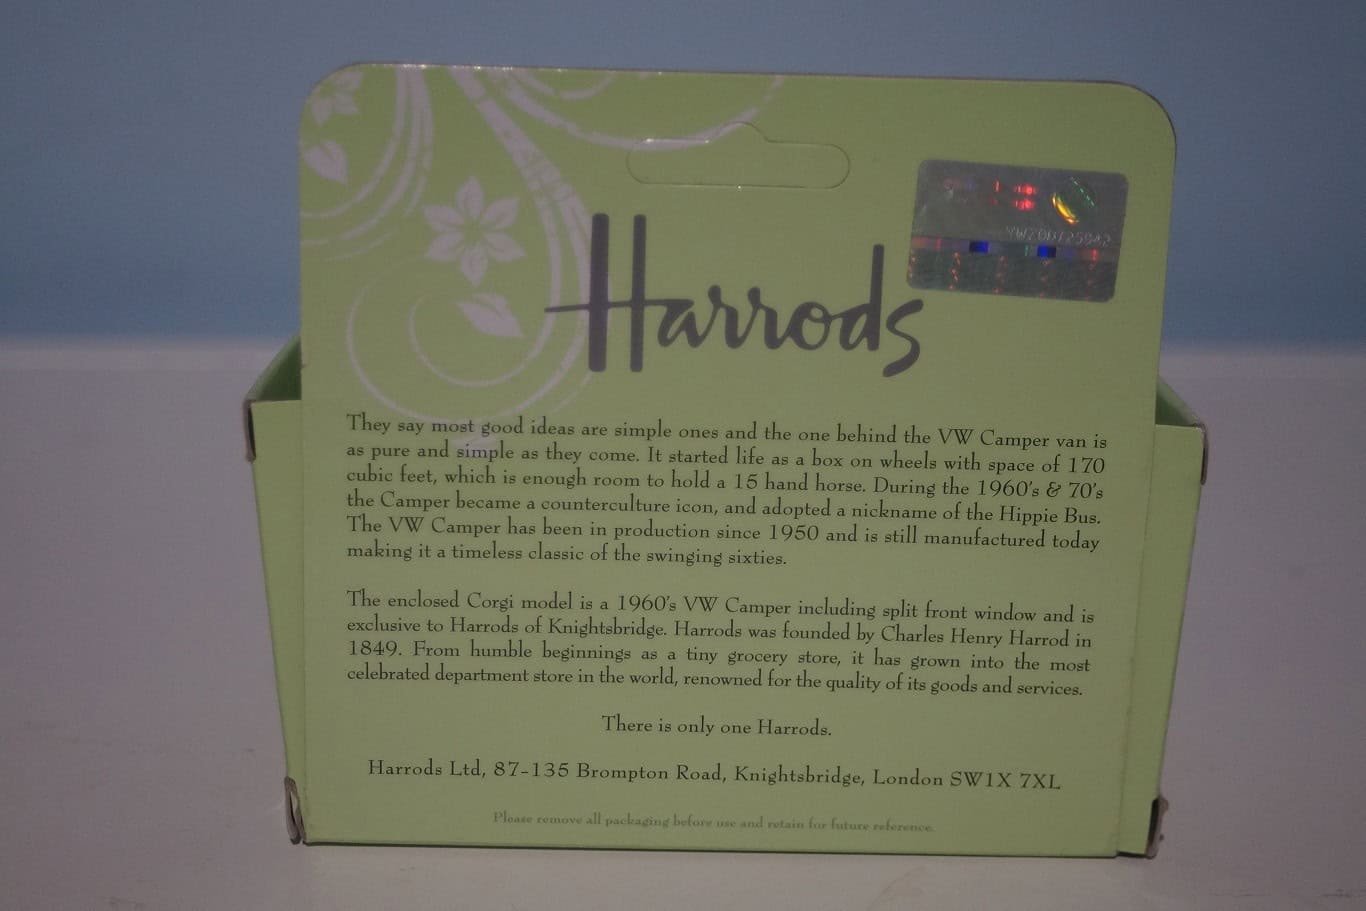 Harrods
They say most good ideas are simple ones and the one behind the VW Camper van is
as pure and simple as they come. It started life as a box on wheels with space of 170
cubic feet, which is enough room to hold a 15 hand horse. During the 1960's & 70's
the Camper became a counterculture icon, and adopted a nickname of the Hippie Bus.
The VW Camper has been in production since 1950 and is still manufactured today
making it a timeless classic of the swinging sixties.
The enclosed Corgi model is a 1960's VW Camper including split front window and is
exclusive to Harrods of Knightsbridge. Harrods was founded by Charles Henry Harrod in
1849. From humble beginnings as a tiny grocery store, it has grown into the most
celebrated department store in the world, renowned for the quality of its goods and services.
There is only one Harrods.
Harrods Ltd, 87-135 Brompton Road, Knightsbridge, London SW1X 7XL
Please remove all packaging before use and retain for future reference.